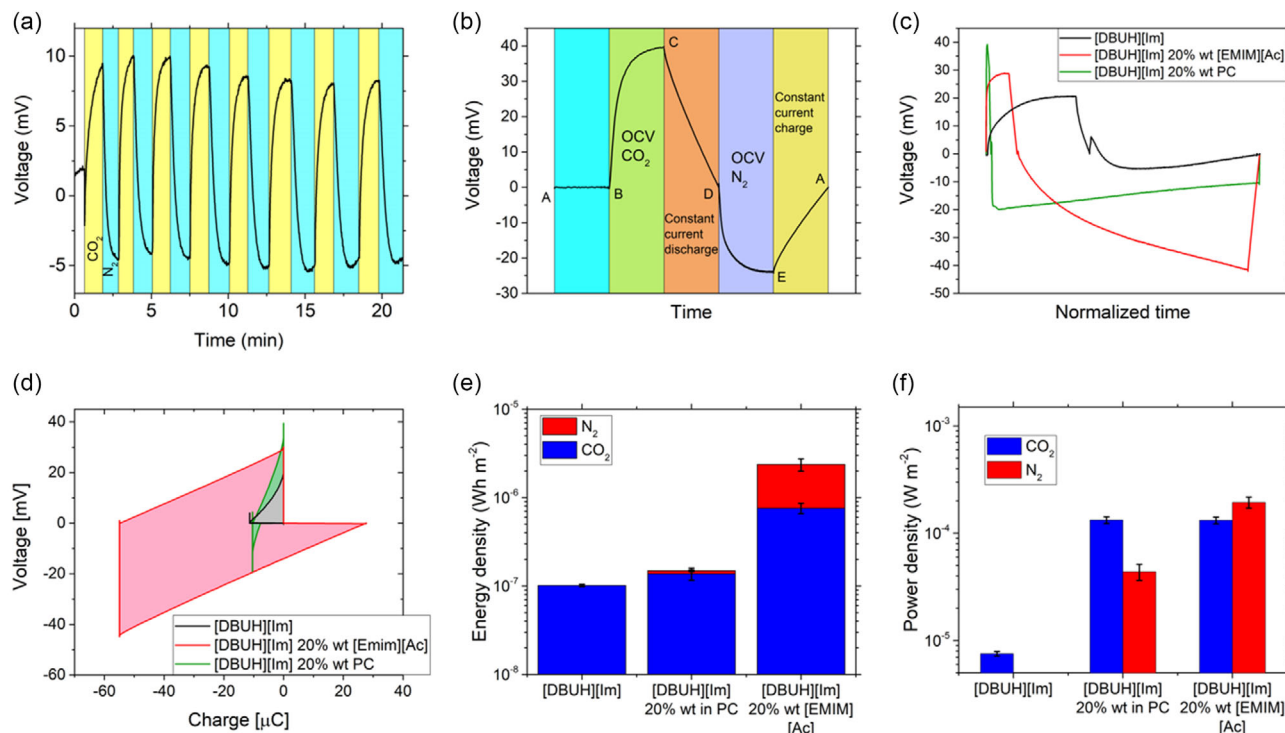 (a)
Voltage (mV)
10
5
0
-5
CO2
N2
0
5
10
15
20
Time (min)
(b)
Voltage (mV)
40
30
20
10
0
-10
-20
-30
A
B
C
D
E
A
OCV
CO2
Constant
current
discharge
OCV
N2
Constant
current
charge
Time
(c)
Voltage (mV)
50
40
30
20
10
0
-10
-20
-30
-40
-50
[DBUH][Im]
[DBUH][Im] 20% wt [EMIM][Ac]
[DBUH][Im] 20% wt PC
Normalized time
(d)
Voltage [mV]
40
20
0
-20
-40
-60
[DBUH][Im]
[DBUH][Im] 20% wt [Emim][Ac]
[DBUH][Im] 20% wt PC
-60
-40
-20
0
20
40
Charge [μC]
(e)
Energy density (Wh m-2)
10-5
10-6
10-7
10-8
N2
CO2
[DBUH][Im]
[DBUH][Im]
20% wt in PC
[DBUH][Im]
20% wt [EMIM]
[Ac]
(f)
Power density (W m-2)
10-3
10-4
10-5
CO2
N2
[DBUH][Im]
[DBUH][Im]
20% wt in PC
[DBUH][Im]
20% wt [EMIM]
[Ac]